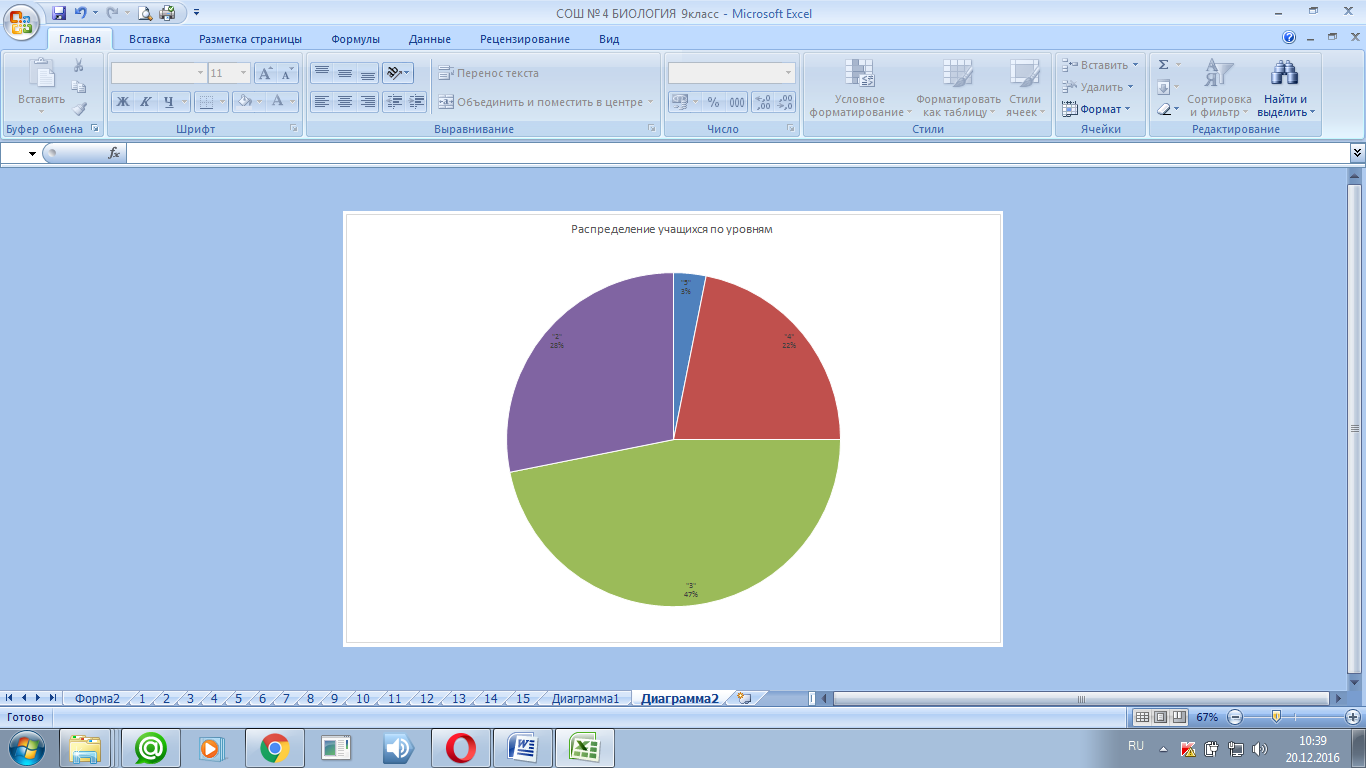 СОШ № 4 БИОЛОГИЯ 9класс - Microsoft Excel
Главная Вставка Разметка страницы Формулы Данные Рецензирование Вид
Вставить
Буфер обмена
11
Ж К Ч
Шрифт
Перенос текста
Объединить и поместить в центре
Выравнивание
% 000
Число
Условное форматирование
Форматировать как таблицу
Стили ячеек
Стили
Вставить
Удалить
Формат
Ячейки
Сортировка и фильтр
Найти и выделить
Редактирование
Распределение учащихся по уровням
"5"
3%
"4"
22%
"2"
28%
"3"
47%
Форма2 1 2 3 4 5 6 7 8 9 10 11 12 13 14 15 Диаграмма1 Диаграмма2
Готово
67%
RU
10:39
20.12.2016